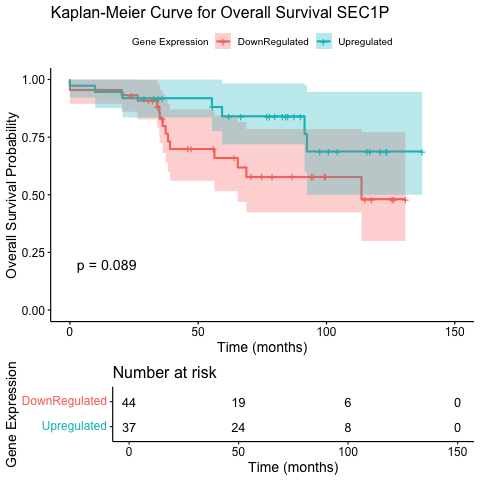 Kaplan-Meier Curve for Overall Survival SEC1P
Gene Expression DownRegulated Upregulated
Overall Survival Probability
1.00
0.75
0.50
0.25
0.00
p = 0.089
0 50 100 150
Time (months)
Number at risk
Gene Expression
DownRegulated 44 19 6 0
Upregulated 37 24 8 0
0 50 100 150
Time (months)